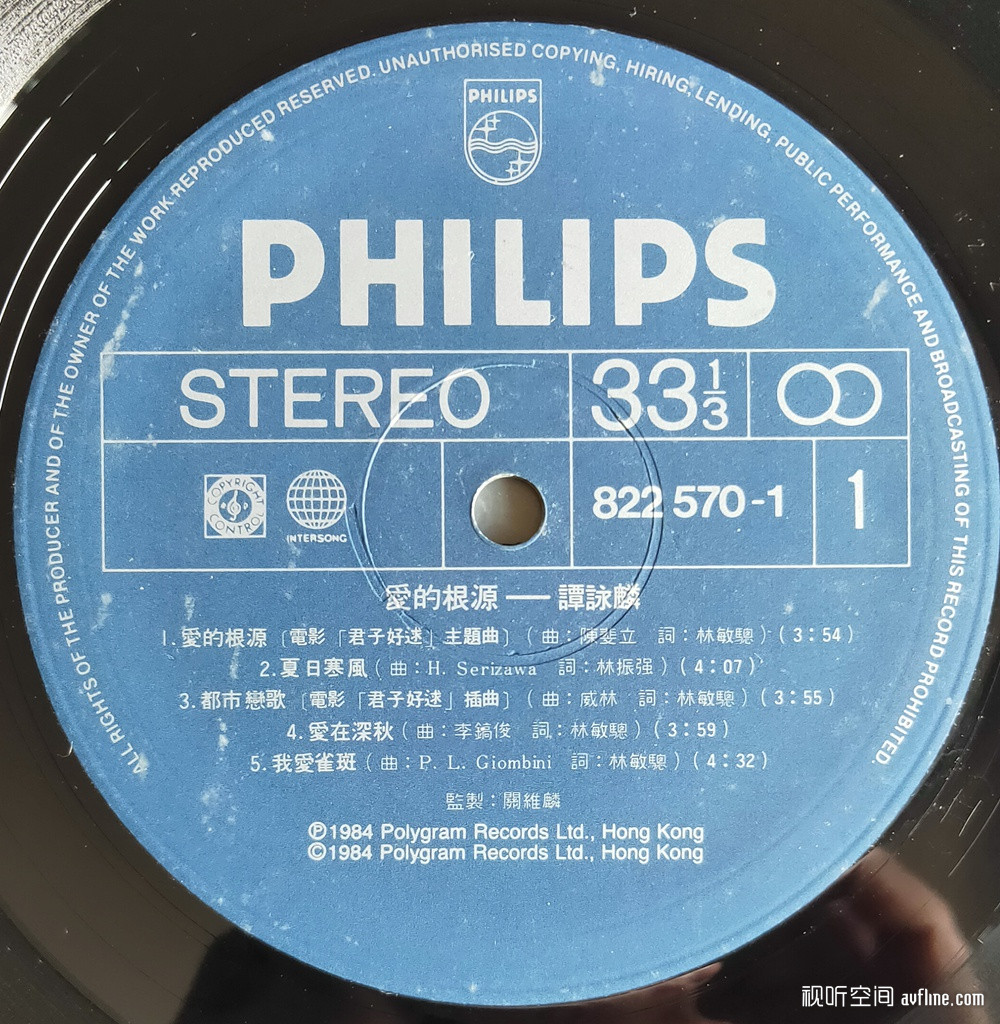 ALL RIGHTS OF THE PRODUCER AND OF THE OWNER OF THE WORK REPRODUCED RESERVED. UNAUTHORISED COPYING, HIRING, LENDING, PUBLIC PERFORMANCE AND BROADCASTING OF THIS RECORD PROHIBITED.
PHILIPS
PHILIPS
STEREO 33 1/3
COPYRIGHT CONTROL
INTERSONG
822 570-1 1
愛的根源 — 譚詠麟
1. 愛的根源〔電影「君子好逑」主題曲〕(曲:陳斐立 詞:林敏驄)(3:54)
2. 夏日寒風(曲:H. Serizawa 詞:林振强)(4:07)
3. 都市戀歌〔電影「君子好逑」插曲〕(曲:威林 詞:林敏驄)(3:55)
4. 愛在深秋(曲:李鎬俊 詞:林敏驄)(3:59)
5. 我愛雀斑(曲:P. L. Giombini 詞:林敏驄)(4:32)
監製:關維麟
Ⓟ1984 Polygram Records Ltd., Hong Kong
©1984 Polygram Records Ltd., Hong Kong
视听空间 avfline.com